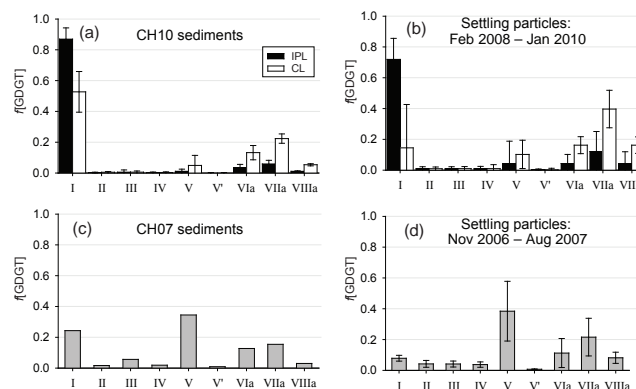 (a)
CH10 sediments
IPL
CL
f[GDGT]
1.0
0.8
0.6
0.4
0.2
0.0
I II III IV V V' VIa VIIa VIIIa
(b)
Settling particles:
Feb 2008 – Jan 2010
f[GDGT]
1.0
0.8
0.6
0.4
0.2
0.0
I II III IV V V' VIa VIIa VIII
(c)
CH07 sediments
f[GDGT]
1.0
0.8
0.6
0.4
0.2
0.0
I II III IV V V' VIa VIIa VIIIa
(d)
Settling particles:
Nov 2006 – Aug 2007
f[GDGT]
1.0
0.8
0.6
0.4
0.2
0.0
I II III IV V V' VIa VIIa VIIIa